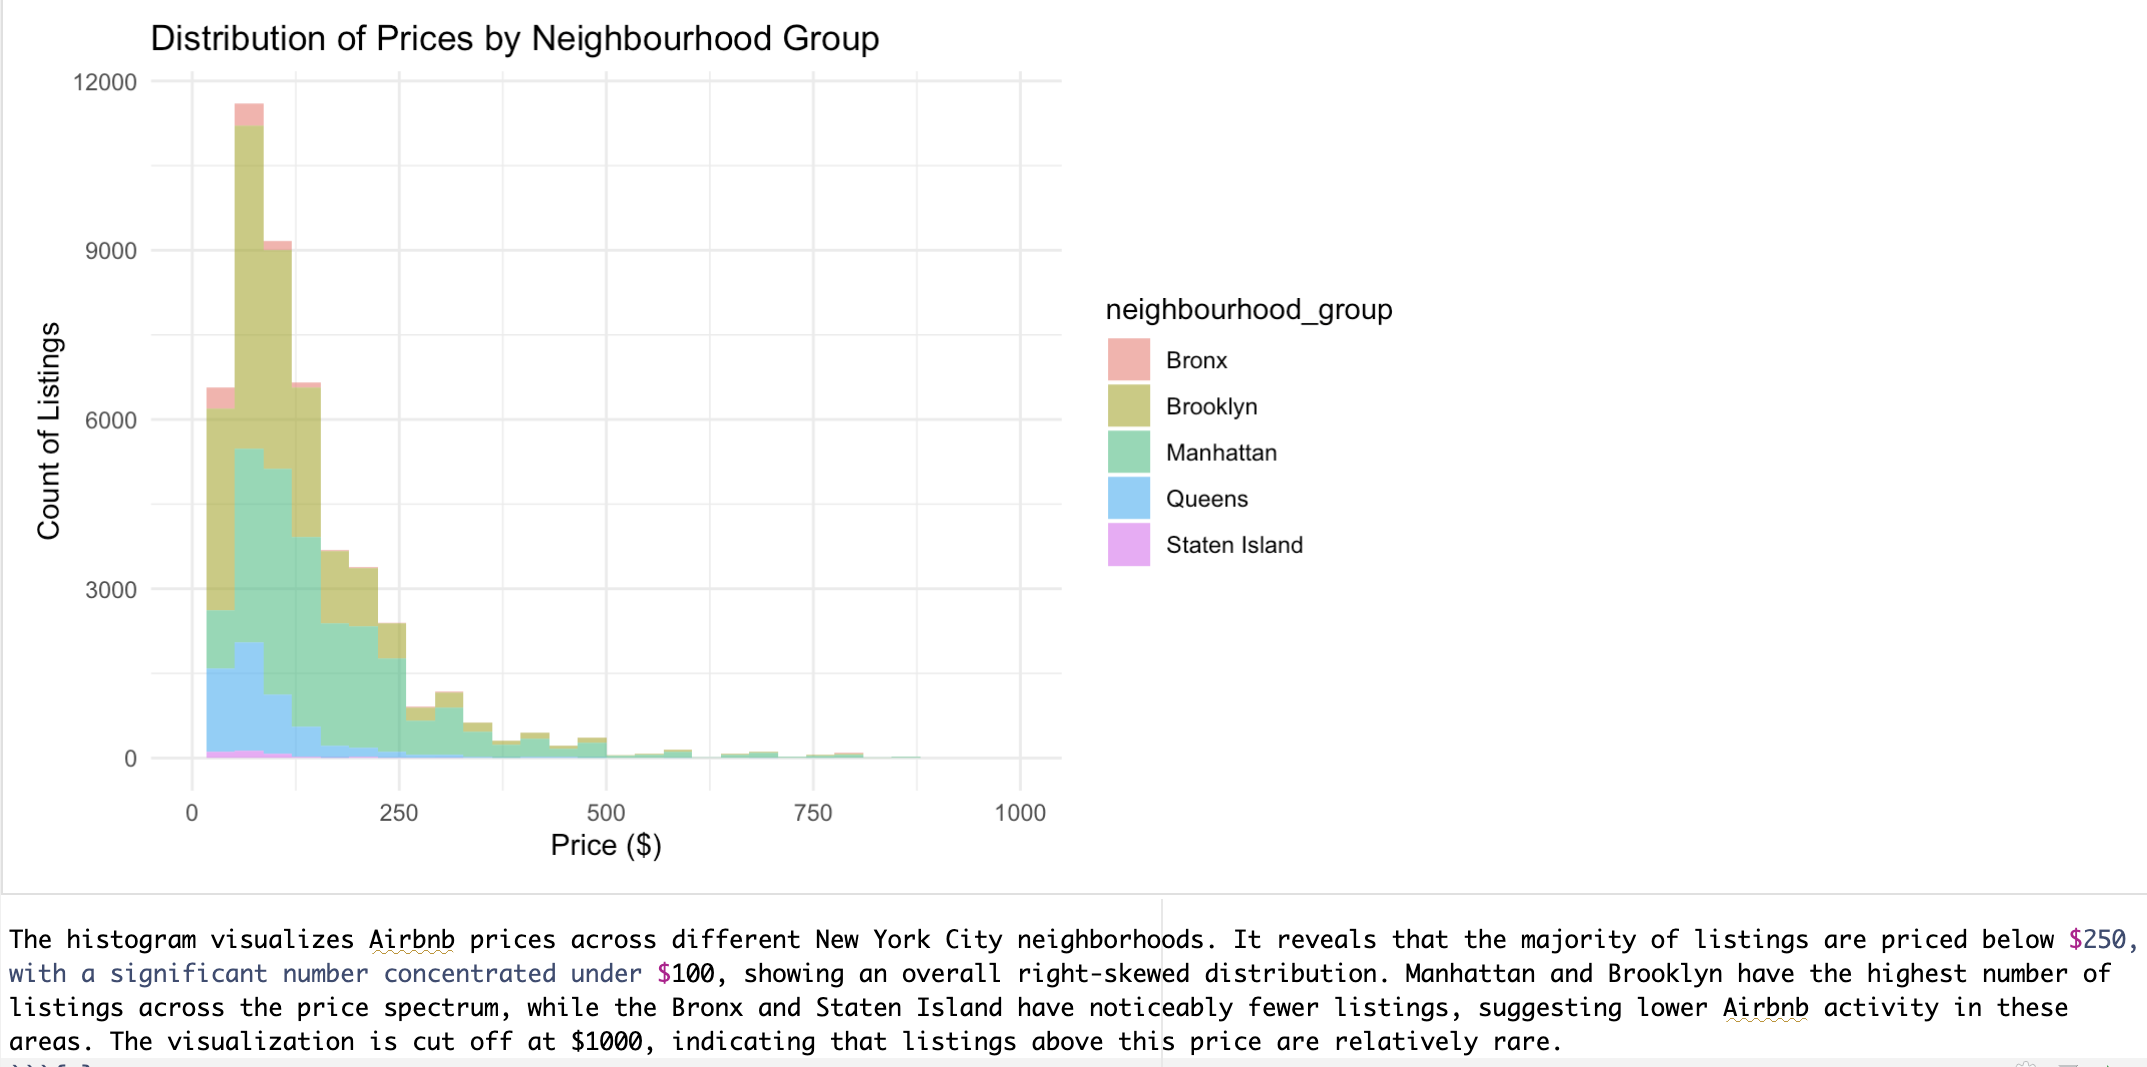 Distribution of Prices by Neighbourhood Group
12000
9000
6000
3000
0
Count of Listings
0 250 500 750 1000
Price ($)
neighbourhood_group
Bronx
Brooklyn
Manhattan
Queens
Staten Island
The histogram visualizes Airbnb prices across different New York City neighborhoods. It reveals that the majority of listings are priced below $250,
with a significant number concentrated under $100, showing an overall right-skewed distribution. Manhattan and Brooklyn have the highest number of
listings across the price spectrum, while the Bronx and Staten Island have noticeably fewer listings, suggesting lower Airbnb activity in these
areas. The visualization is cut off at $1000, indicating that listings above this price are relatively rare.